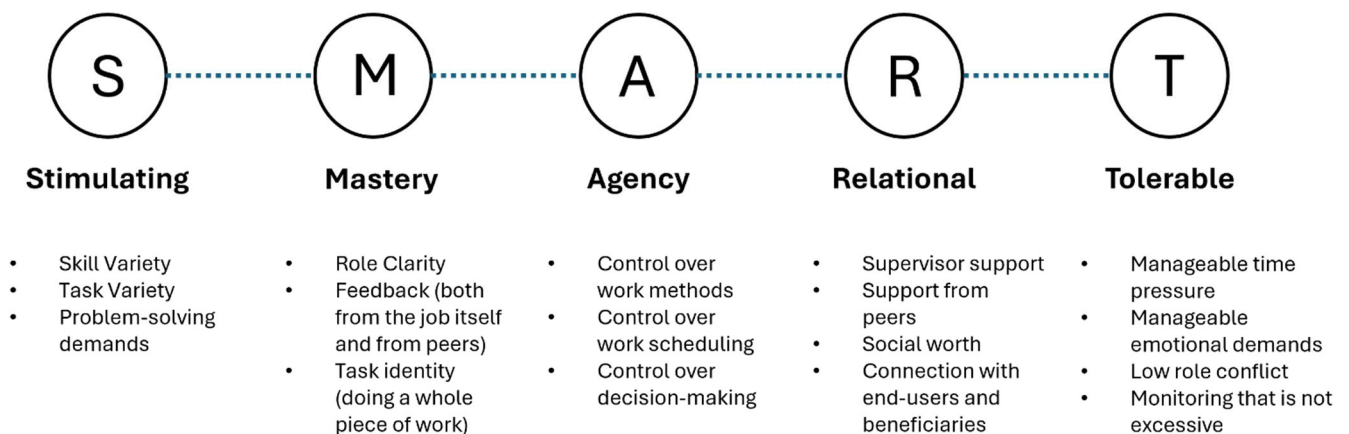 S
M
A
R
T
Stimulating
Mastery
Agency
Relational
Tolerable
• Skill Variety
• Task Variety
• Problem-solving
demands
• Role Clarity
• Feedback (both
from the job itself
and from peers)
• Task identity
(doing a whole
piece of work)
• Control over
work methods
• Control over
work scheduling
• Control over
decision-making
• Supervisor support
• Support from
peers
• Social worth
• Connection with
end-users and
beneficiaries
• Manageable time
pressure
• Manageable
emotional demands
• Low role conflict
• Monitoring that is not
excessive